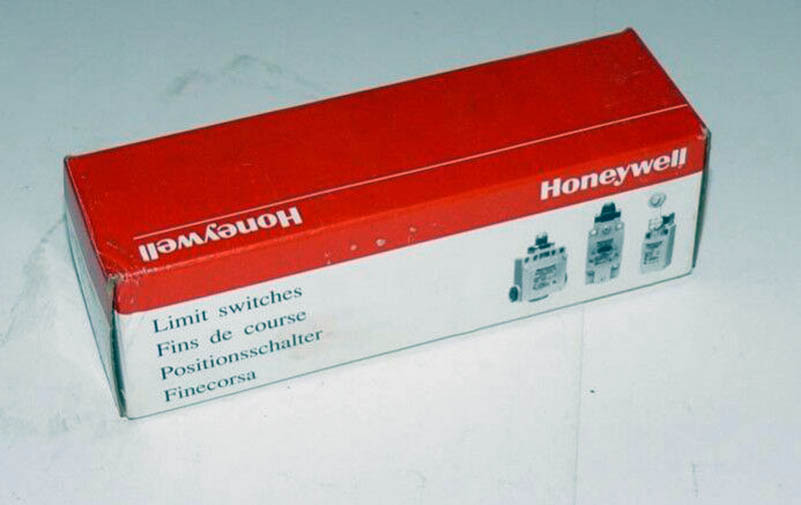 Honeywell
Honeywell
Limit switches
Fins de course
Positionsschalter
Finecorsa